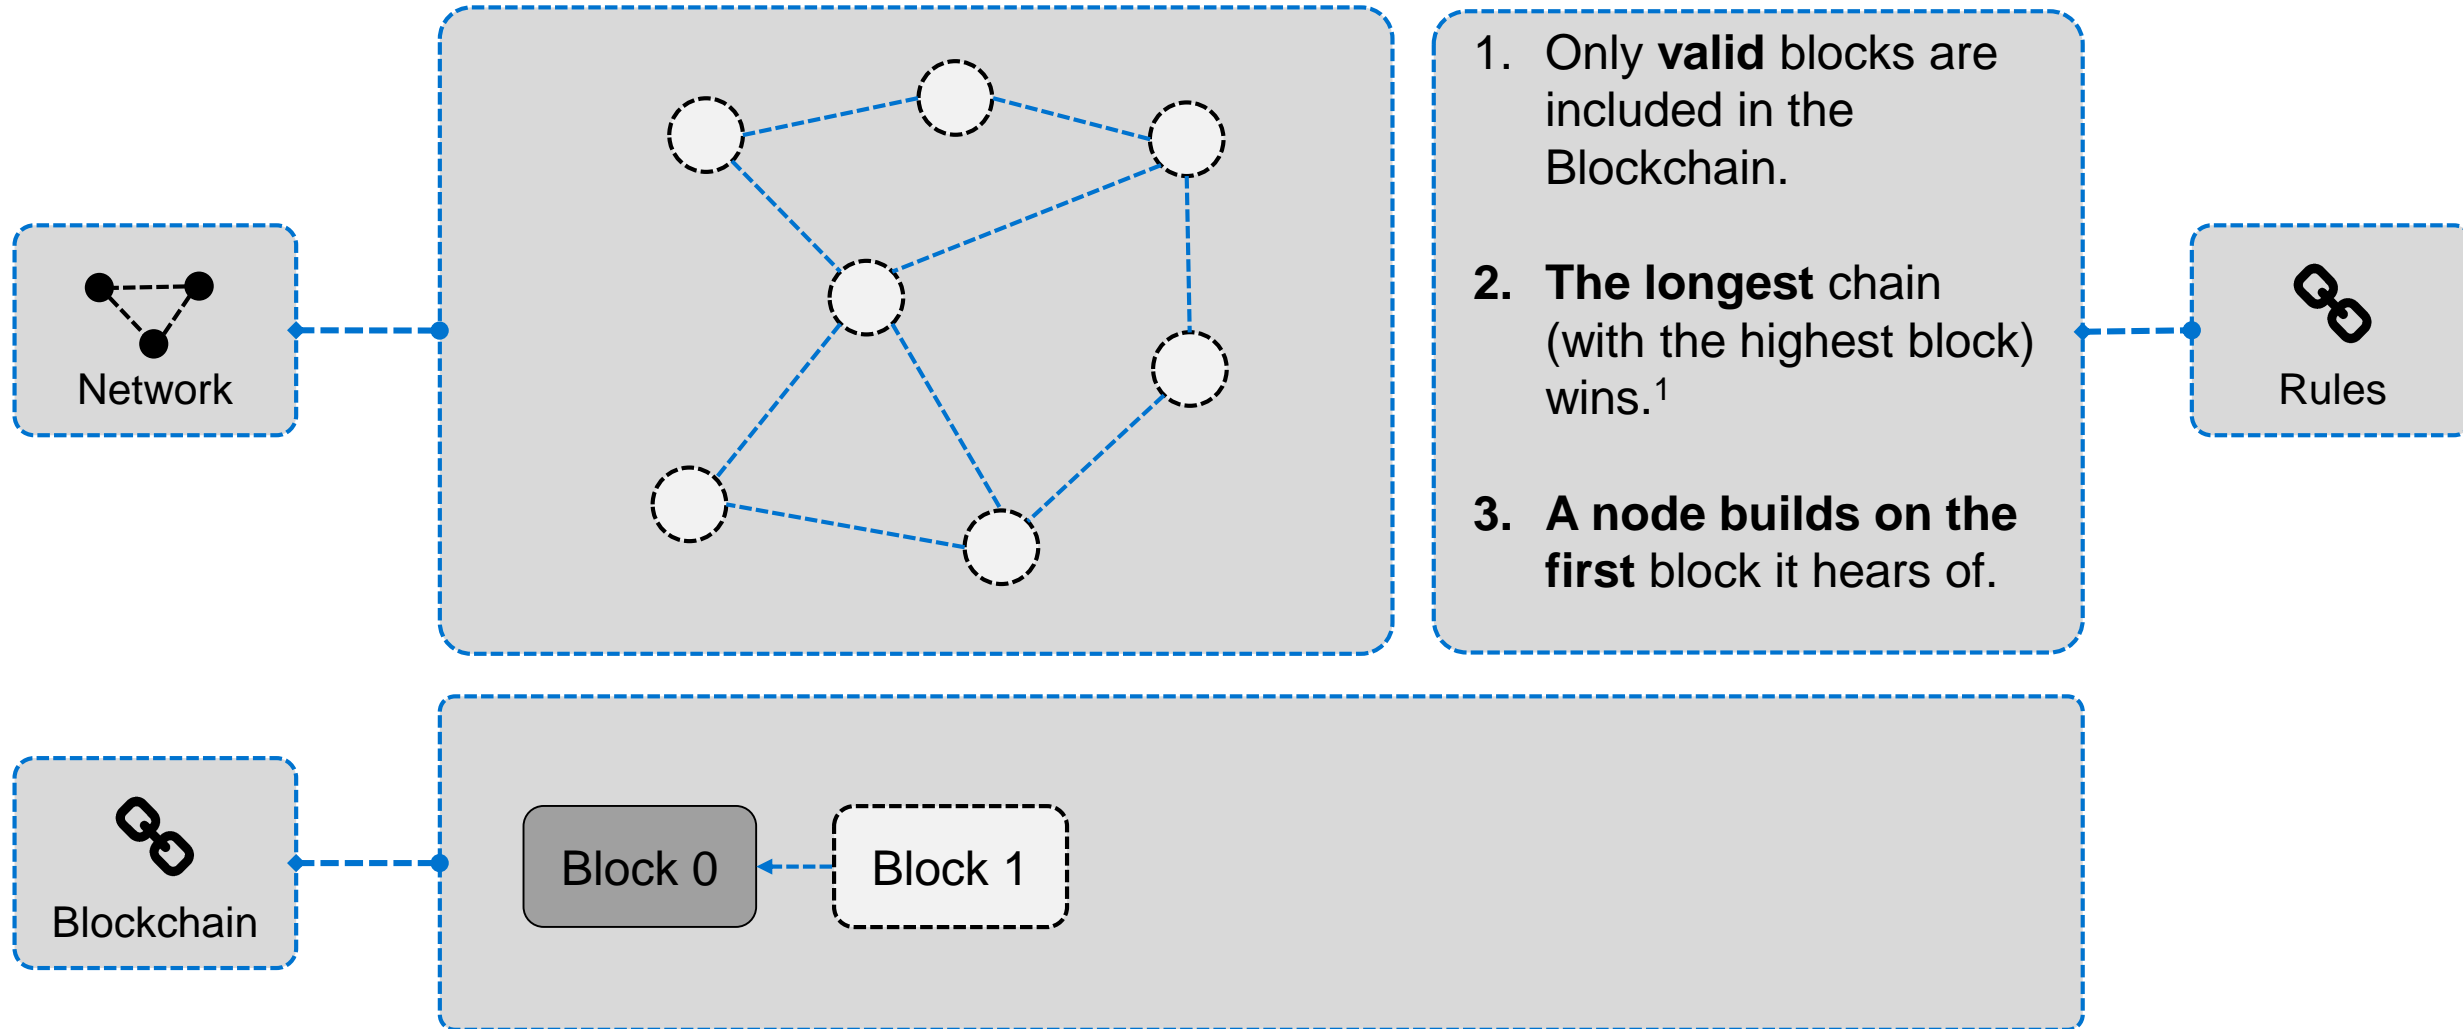 1. Only valid blocks are
included in the
Blockchain.
2. The longest chain
(with the highest block)
wins.¹
3. A node builds on the
first block it hears of.
Network
Rules
Blockchain
Block 0
Block 1